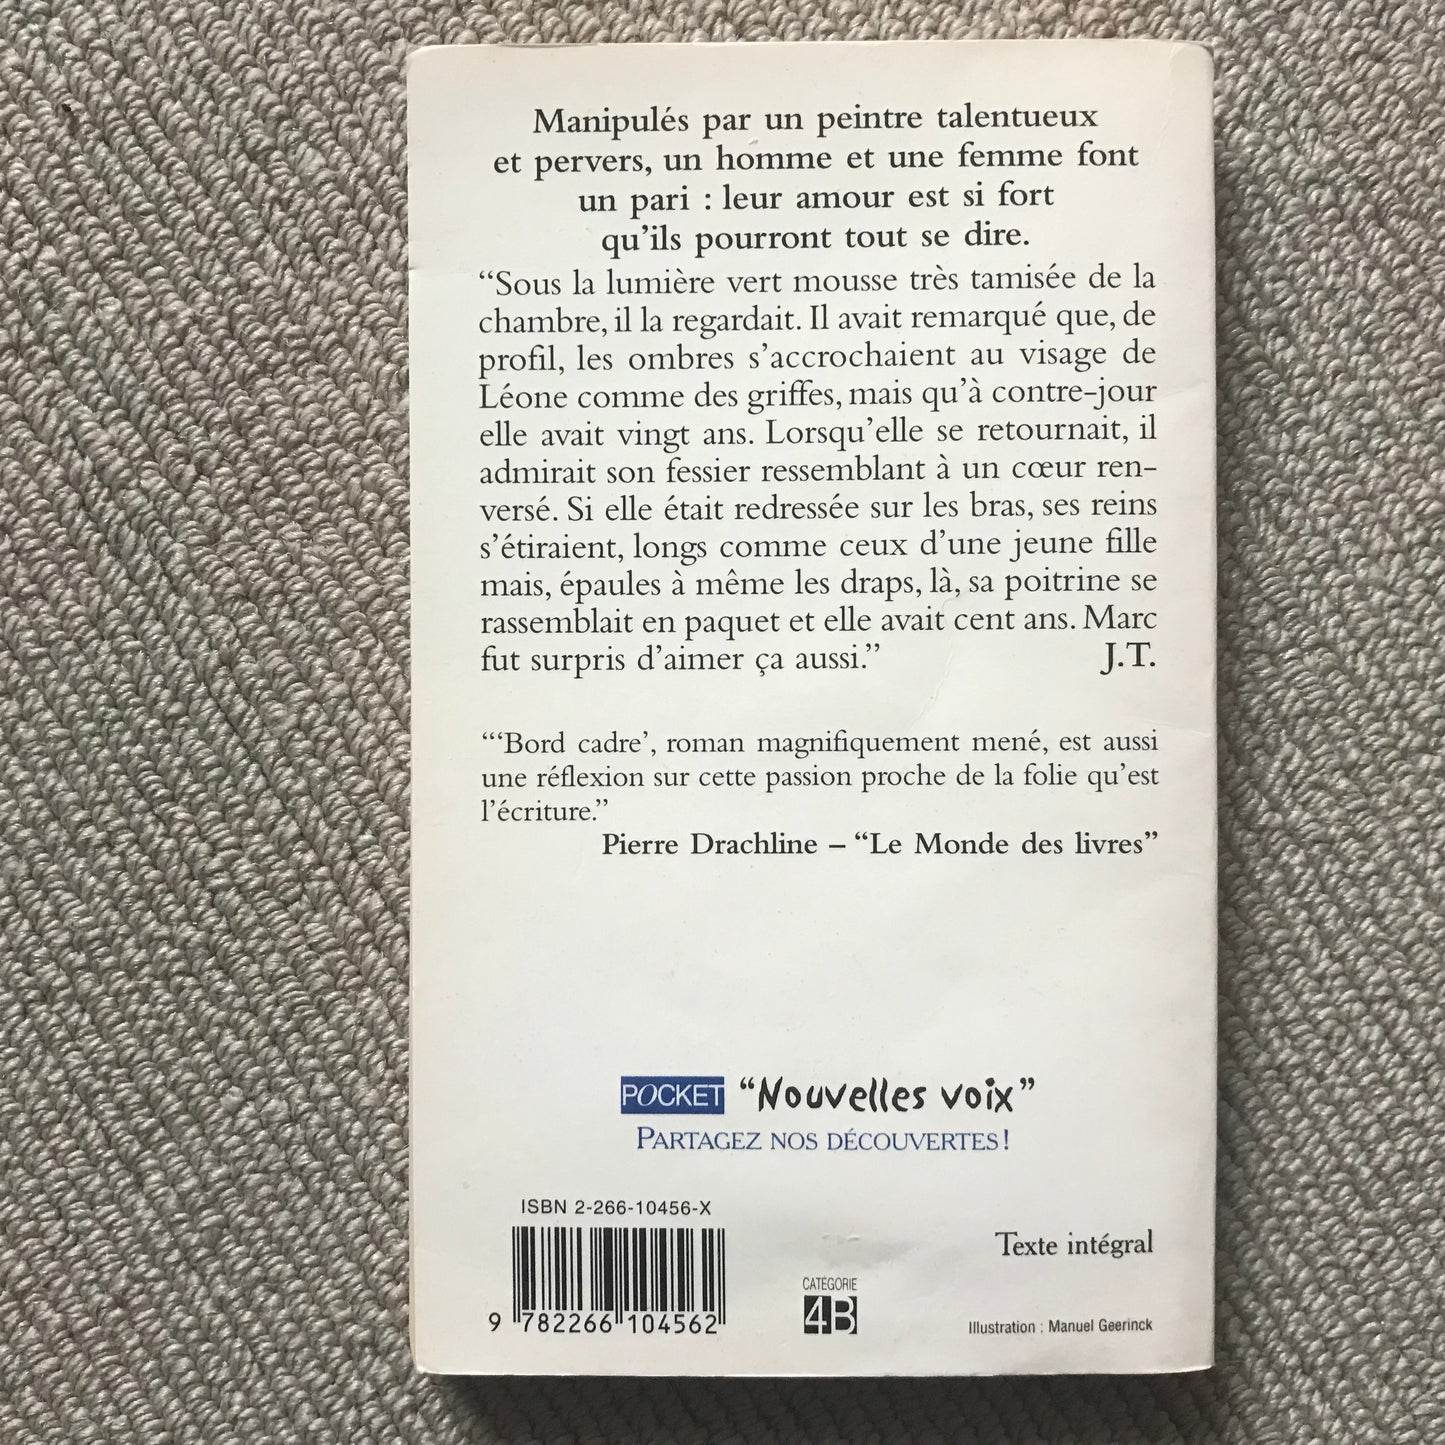 Manipulés par un peintre talentueux
et pervers, un homme et une femme font
un pari : leur amour est si fort
qu'ils pourront tout se dire.
“Sous la lumière vert mousse très tamisée de la
chambre, il la regardait. Il avait remarqué que, de
profil, les ombres s'accrochaient au visage de
Léone comme des griffes, mais qu'à contre-jour
elle avait vingt ans. Lorsqu'elle se retournait, il
admirait son fessier ressemblant à un cœur ren-
versé. Si elle était redressée sur les bras, ses reins
s'étiraient, longs comme ceux d'une jeune fille
mais, épaules à même les draps, là, sa poitrine se
rassemblait en paquet et elle avait cent ans. Marc
fut surpris d'aimer ça aussi.” J.T.
“‘Bord cadre’, roman magnifiquement mené, est aussi
une réflexion sur cette passion proche de la folie qu'est
l'écriture.”
Pierre Drachline – “Le Monde des livres”
POCKET “Nouvelles voix”
PARTAGEZ NOS DÉCOUVERTES !
ISBN 2-266-10456-X
9 782266 104562
CATÉGORIE
4B
Texte intégral
Illustration : Manuel Geerinck